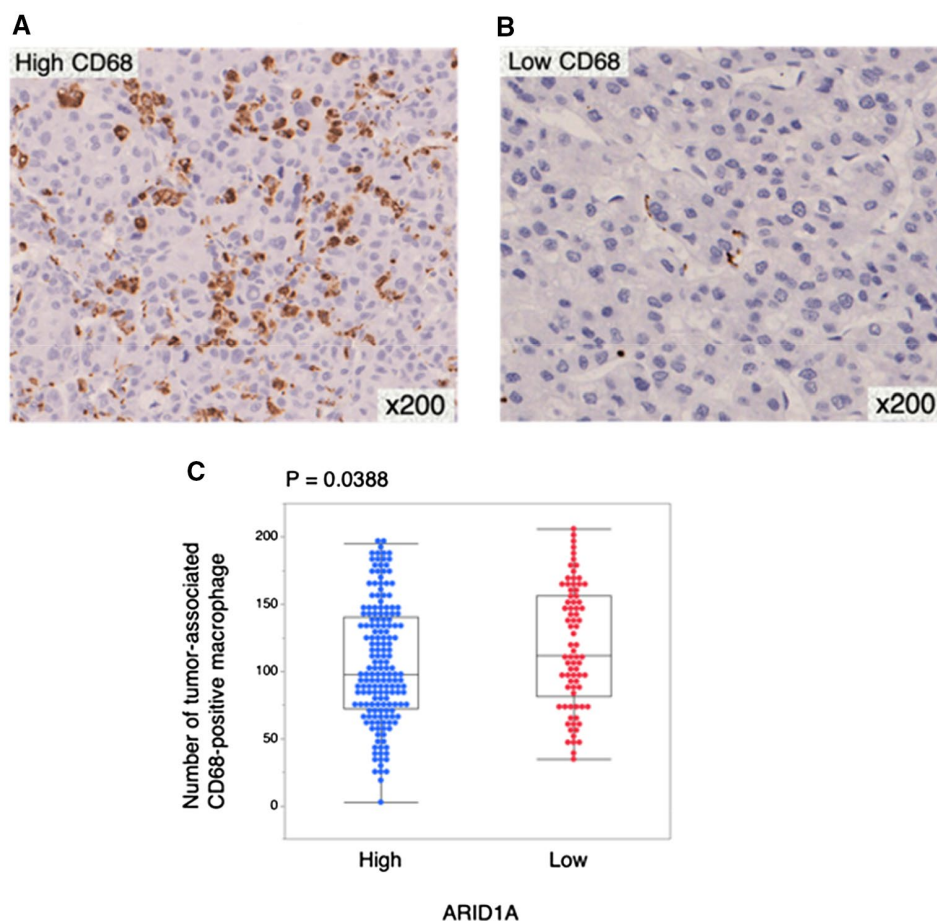 A
High CD68
x200
B
Low CD68
x200
C
P = 0.0388
Number of tumor-associated
CD68-positive macrophage
200
150
100
50
0
High
Low
ARID1A